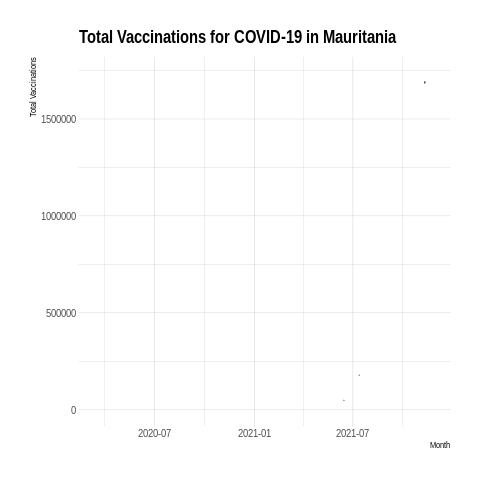 Total Vaccinations for COVID-19 in Mauritania
Total Vaccinations
1500000
1000000
500000
0
2020-07 2021-01 2021-07
Month